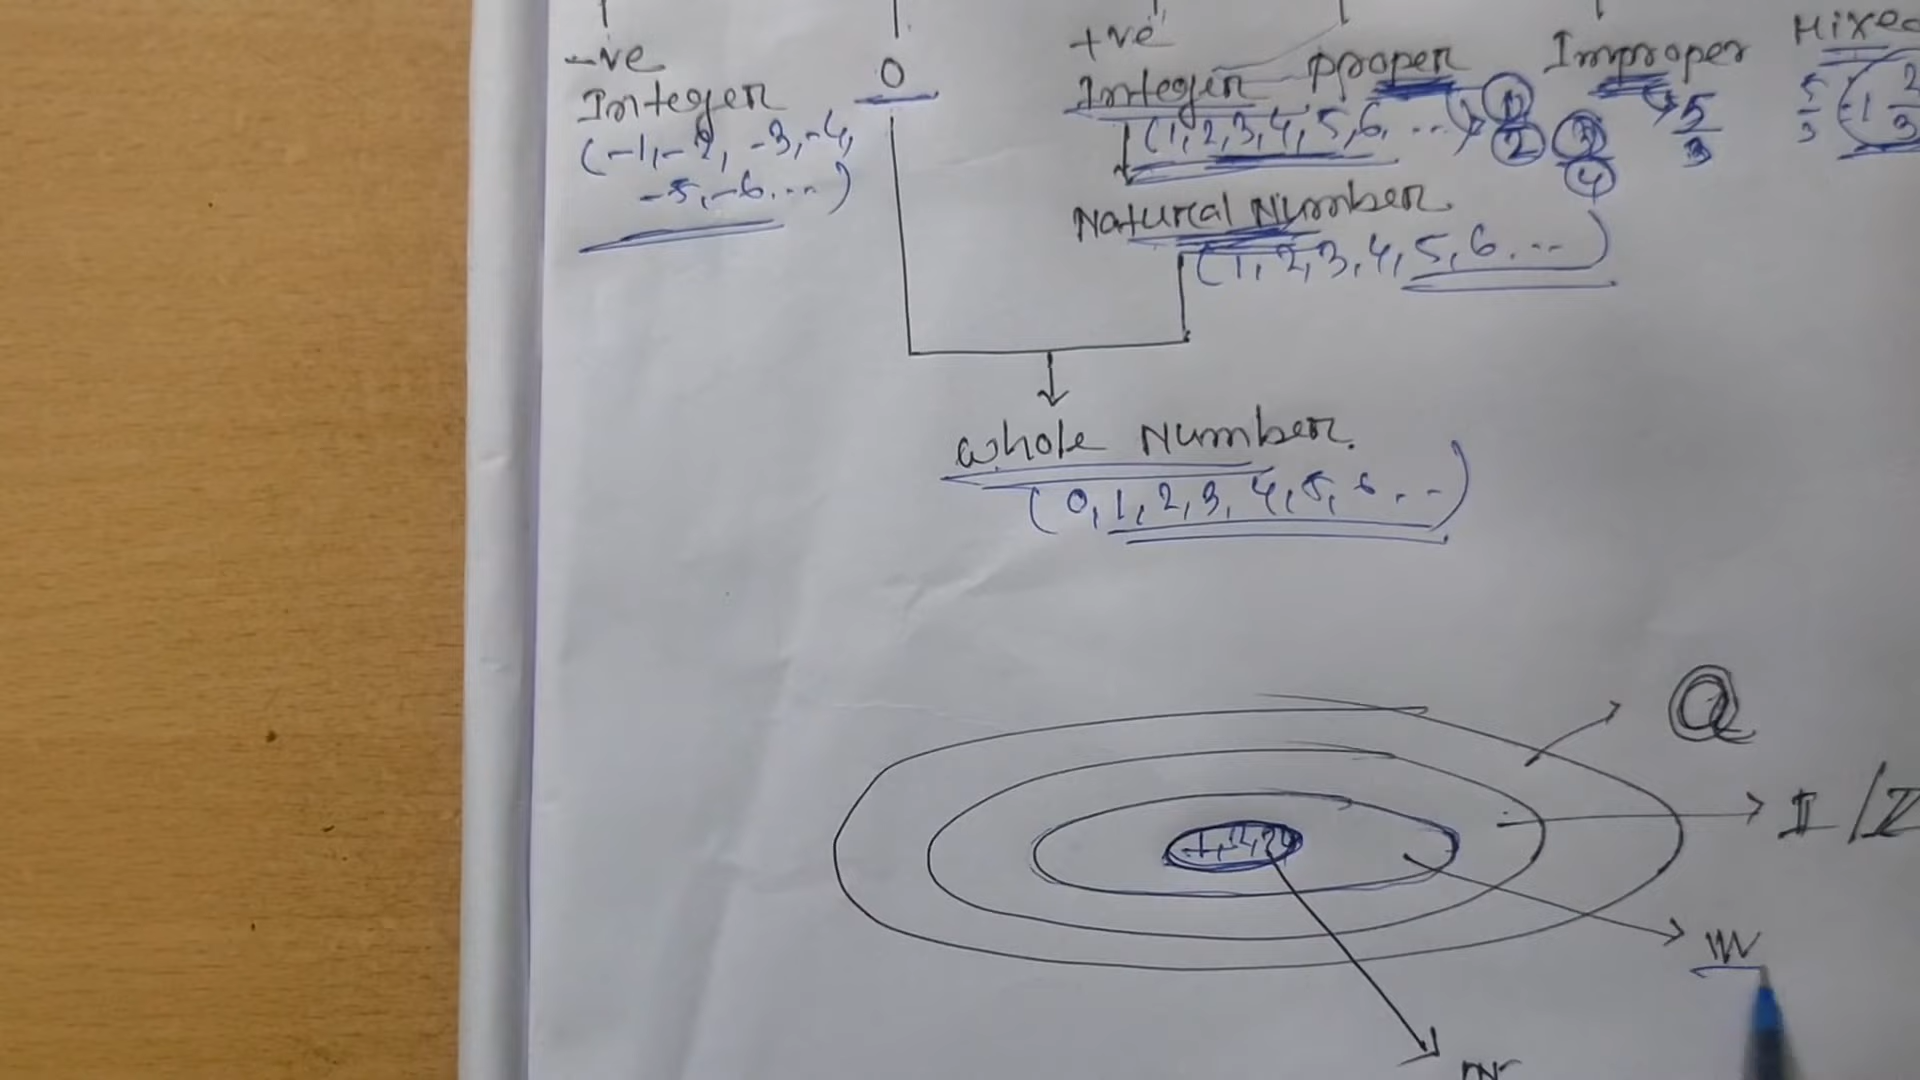 -ve
Integer
(-1,-2, -3,-4,
-5,-6...)
0
+ve
Integer
(1,2,3,4,5,6,...)
Natural Number.
(1,2,3,4,5,6...)
Proper
1
2
3
4
Improper
5
3
Mixed
5
3
=1 2
3
Whole Number.
(0,1,2,3,4,5,6...)
Q
I/Z
W